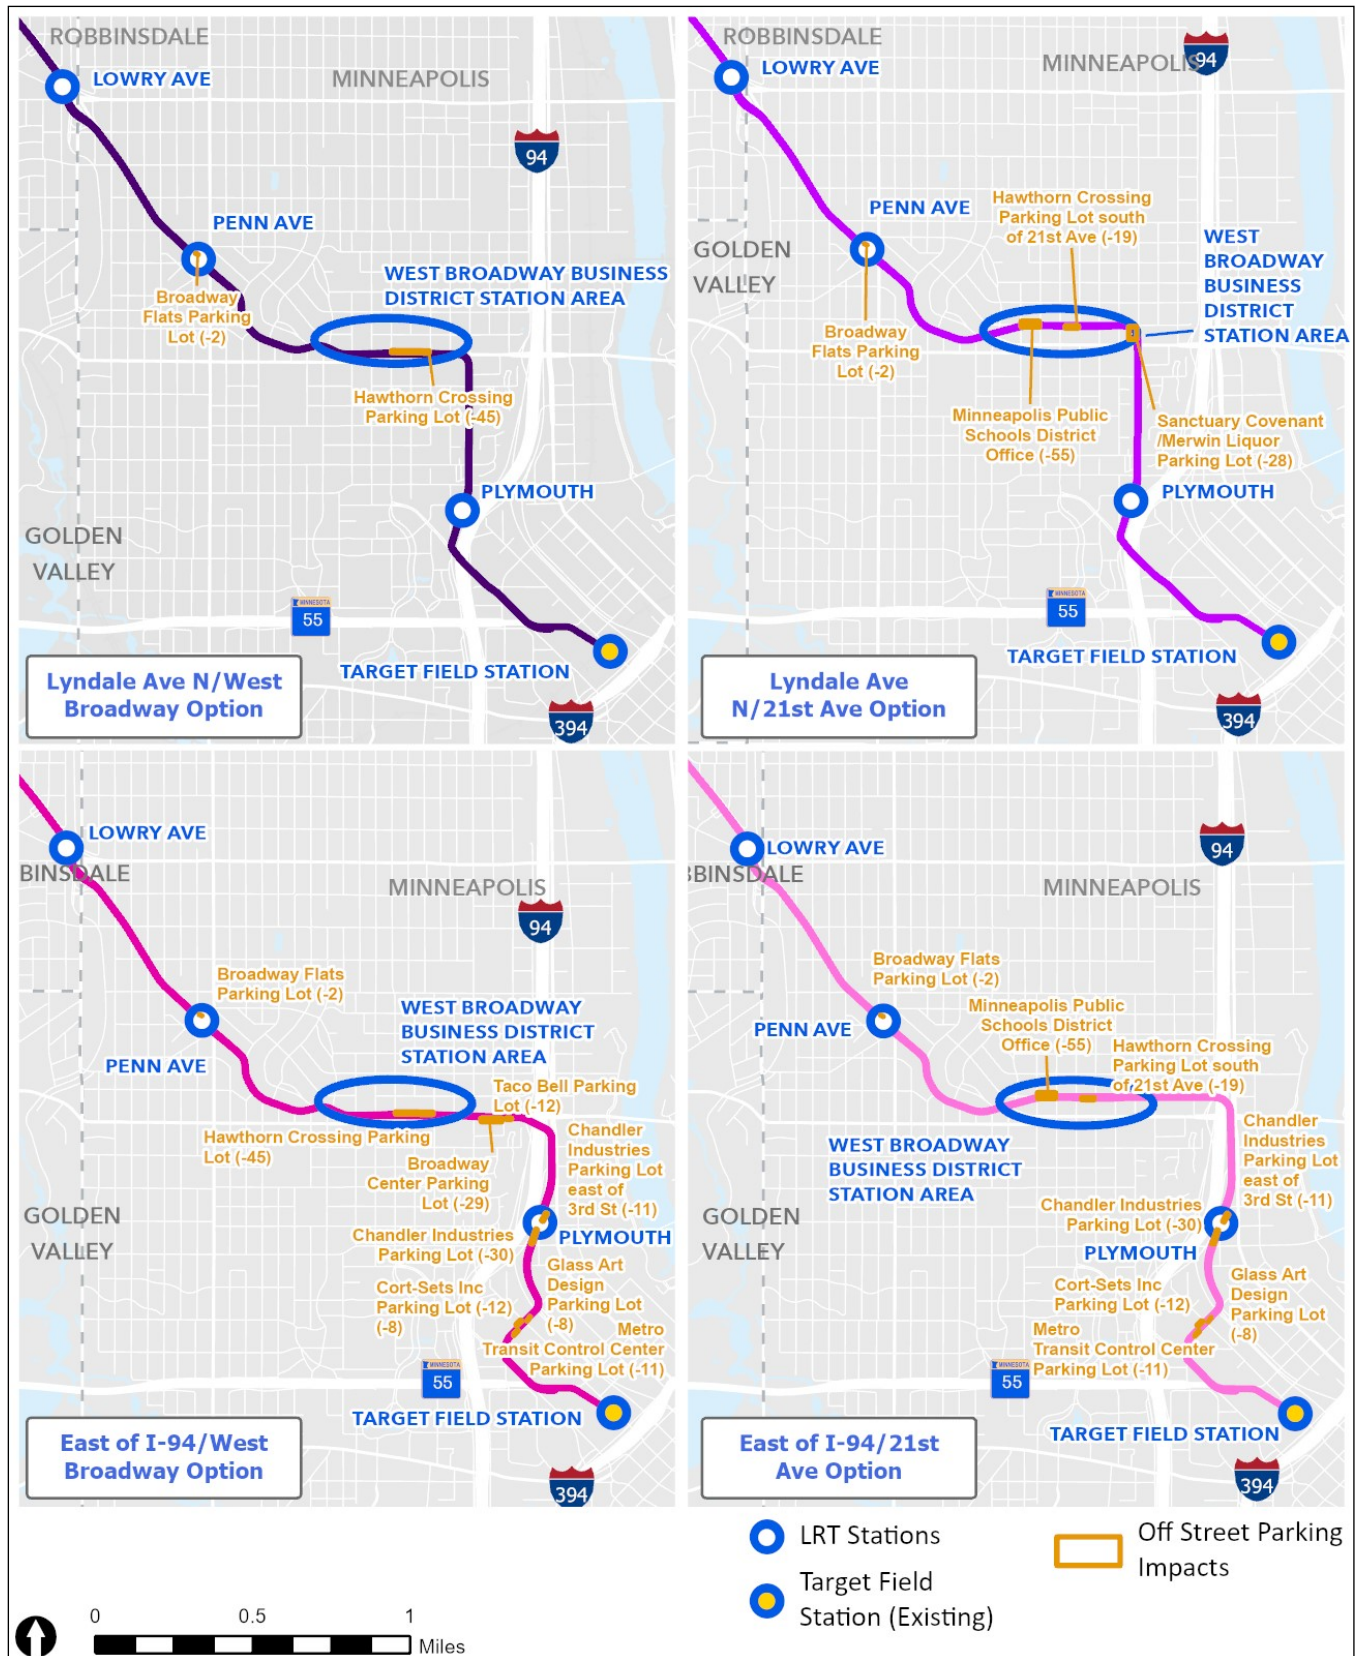 ROBBINSDALE
LOWRY AVE
MINNEAPOLIS
94
PENN AVE
Broadway
Flats Parking
Lot (-2)
WEST BROADWAY BUSINESS
DISTRICT STATION AREA
Hawthorn Crossing
Parking Lot (-45)
PLYMOUTH
GOLDEN
VALLEY
MINNESOTA
55
TARGET FIELD STATION
394
Lyndale Ave N/West
Broadway Option
ROBBINSDALE
LOWRY AVE
MINNEAPOLIS
94
PENN AVE
Hawthorn Crossing
Parking Lot south
of 21st Ave (-19)
GOLDEN
VALLEY
WEST
BROADWAY
BUSINESS
DISTRICT
STATION AREA
Broadway
Flats Parking
Lot (-2)
Minneapolis Public
Schools District
Office (-55)
Sanctuary Covenant
/Merwin Liquor
Parking Lot (-28)
PLYMOUTH
MINNESOTA
55
TARGET FIELD STATION
394
Lyndale Ave
N/21st Ave Option
LOWRY AVE
BINSDALE
MINNEAPOLIS
94
Broadway Flats
Parking Lot (-2)
PENN AVE
WEST BROADWAY
BUSINESS DISTRICT
STATION AREA
Taco Bell Parking
Lot (-12)
Hawthorn Crossing Parking
Lot (-45)
Broadway
Center Parking
Lot (-29)
Chandler
Industries
Parking Lot
east of
3rd St (-11)
GOLDEN
VALLEY
Chandler Industries
Parking Lot (-30)
PLYMOUTH
Cort-Sets Inc
Parking Lot (-12)
(-8)
Glass Art
Design
Parking Lot
(-8)
Metro
Transit Control Center
Parking Lot (-11)
MINNESOTA
55
TARGET FIELD STATION
394
East of I-94/West
Broadway Option
LOWRY AVE
BBINSDALE
MINNEAPOLIS
94
Broadway Flats
Parking Lot (-2)
PENN AVE
Minneapolis Public
Schools District
Office (-55)
Hawthorn Crossing
Parking Lot south
of 21st Ave (-19)
WEST BROADWAY
BUSINESS DISTRICT
STATION AREA
Chandler
Industries
Parking Lot
east of
3rd St (-11)
GOLDEN
VALLEY
Chandler Industries
Parking Lot (-30)
PLYMOUTH
Cort-Sets Inc
Parking Lot (-12)
Glass Art
Design
Parking Lot
(-8)
Metro
Transit Control Center
Parking Lot (-11)
MINNESOTA
55
TARGET FIELD STATION
394
East of I-94/21st
Ave Option
LRT Stations
Target Field
Station (Existing)
Off Street Parking
Impacts
0 0.5 1
Miles